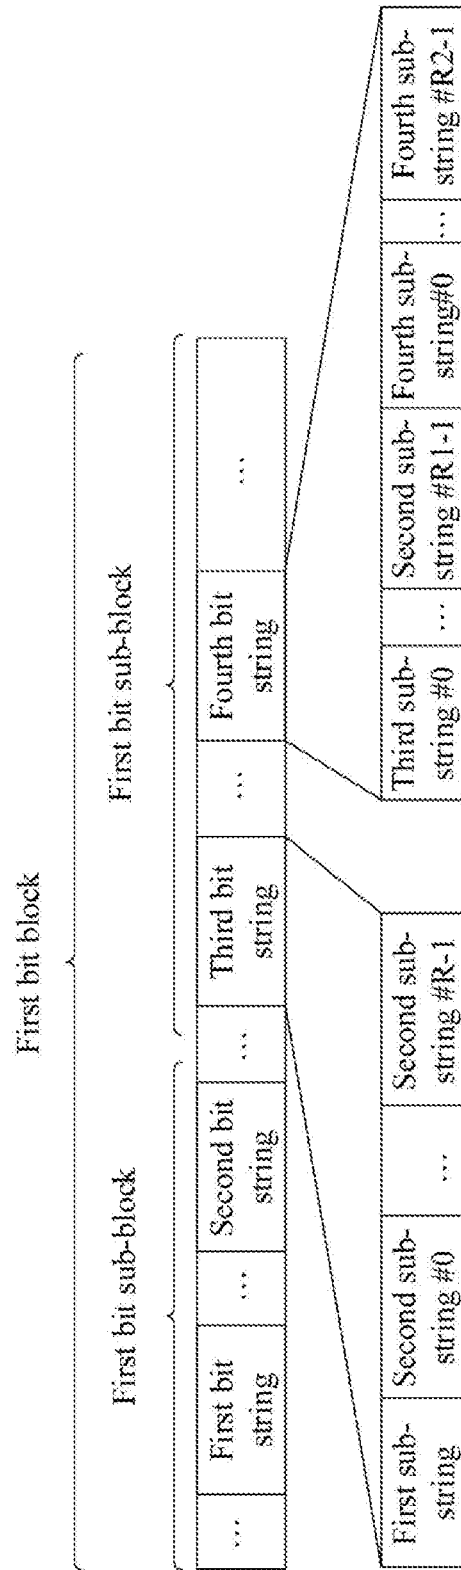 First bit block
First bit sub-block
First bit sub-block
...
First bit
string
...
Second bit
string
...
Third bit
string
...
Fourth bit
string
...
First sub-
string
Second sub-
string #0
...
Second sub-
string #R-1
Third sub-
string #0
...
Second sub-
string #R1-1
Fourth sub-
string#0
...
Fourth sub-
string #R2-1